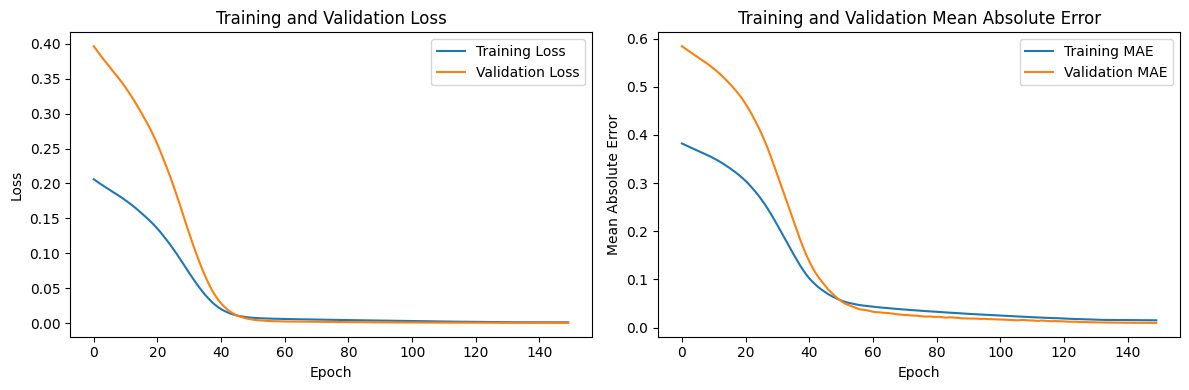 Training and Validation Loss
Training Loss
Validation Loss
0.40
0.35
0.30
0.25
0.20
0.15
0.10
0.05
0.00
Loss
0 20 40 60 80 100 120 140
Epoch
Training and Validation Mean Absolute Error
Training MAE
Validation MAE
0.6
0.5
0.4
0.3
0.2
0.1
0.0
Mean Absolute Error
0 20 40 60 80 100 120 140
Epoch